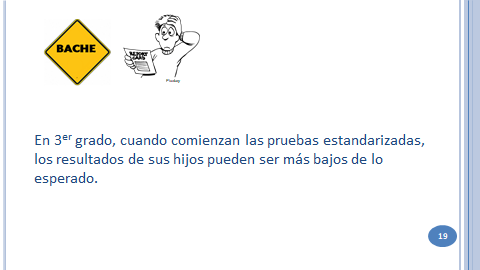 BACHE
REPORT
CARD
En 3er grado, cuando comienzan las pruebas estandarizadas,
los resultados de sus hijos pueden ser más bajos de lo
esperado.
19